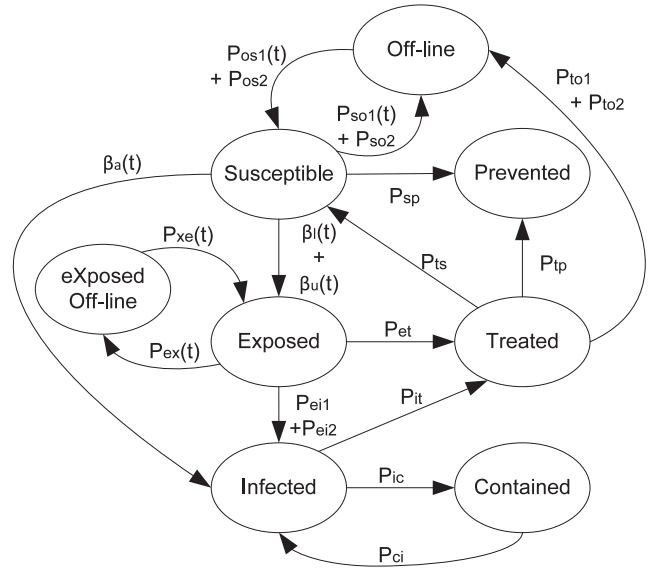 Off-line
Pos1(t)
+ Pos2
Pso1(t)
+ Pso2
Pto1
+ Pto2
βa(t)
Susceptible
Psp
Prevented
Pxe(t)
βl(t)
+
βu(t)
Pts
Ptp
eXposed
Off-line
Pex(t)
Exposed
Pet
Treated
Pei1
+Pei2
Pit
Infected
Pic
Contained
Pci